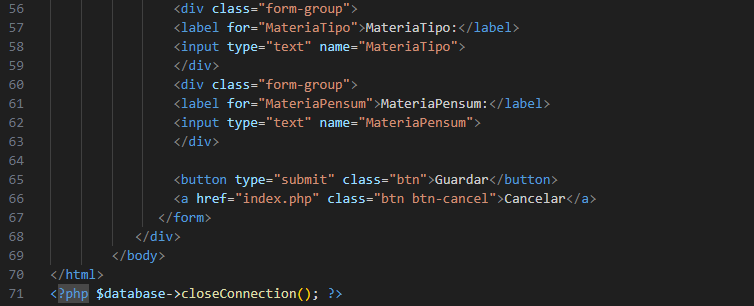 56 <div class="form-group">
57 <label for="MateriaTipo">MateriaTipo:</label>
58 <input type="text" name="MateriaTipo">
59 </div>
60 <div class="form-group">
61 <label for="MateriaPensum">MateriaPensum:</label>
62 <input type="text" name="MateriaPensum">
63 </div>
64
65 <button type="submit" class="btn">Guardar</button>
66 <a href="index.php" class="btn btn-cancel">Cancelar</a>
67 </form>
68 </div>
69 </body>
70 </html>
71 <?php $database->closeConnection(); ?>